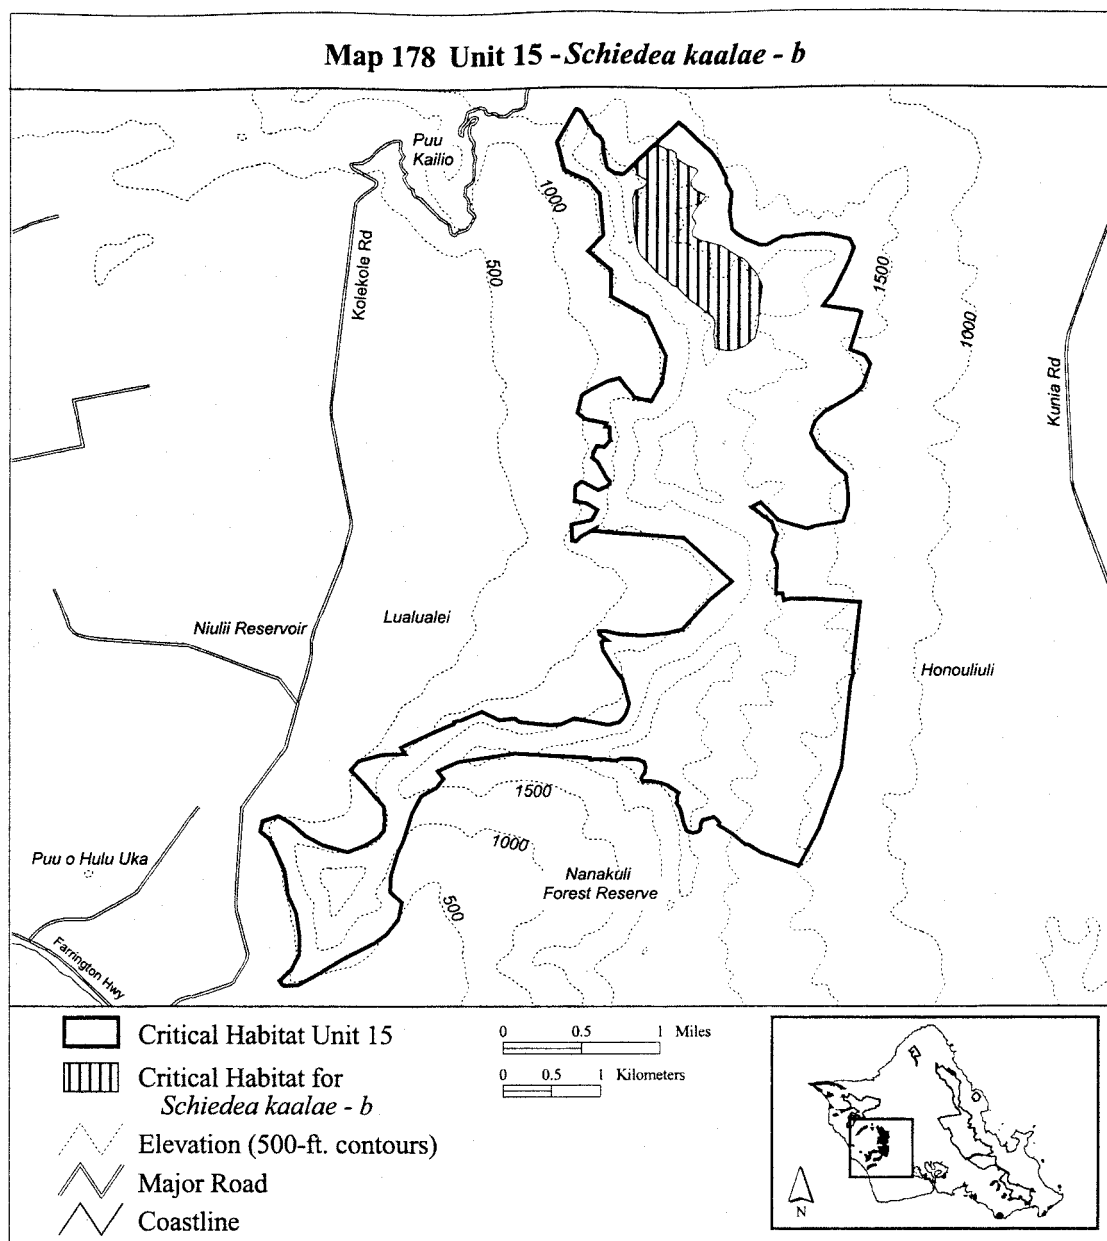 Map 178 Unit 15 - Schiedea kaalae - b
Puu
Kailio
1000
500
Kolekole Rd
1500
1000
Kunia Rd
Niulii Reservoir
Lualualei
Honouliuli
1500
1000
500
Puu o Hulu Uka
Nanakuli
Forest Reserve
Farrington Hwy
Critical Habitat Unit 15
Critical Habitat for
Schiedea kaalae - b
Elevation (500-ft. contours)
Major Road
Coastline
0 0.5 1 Miles
0 0.5 1 Kilometers
N